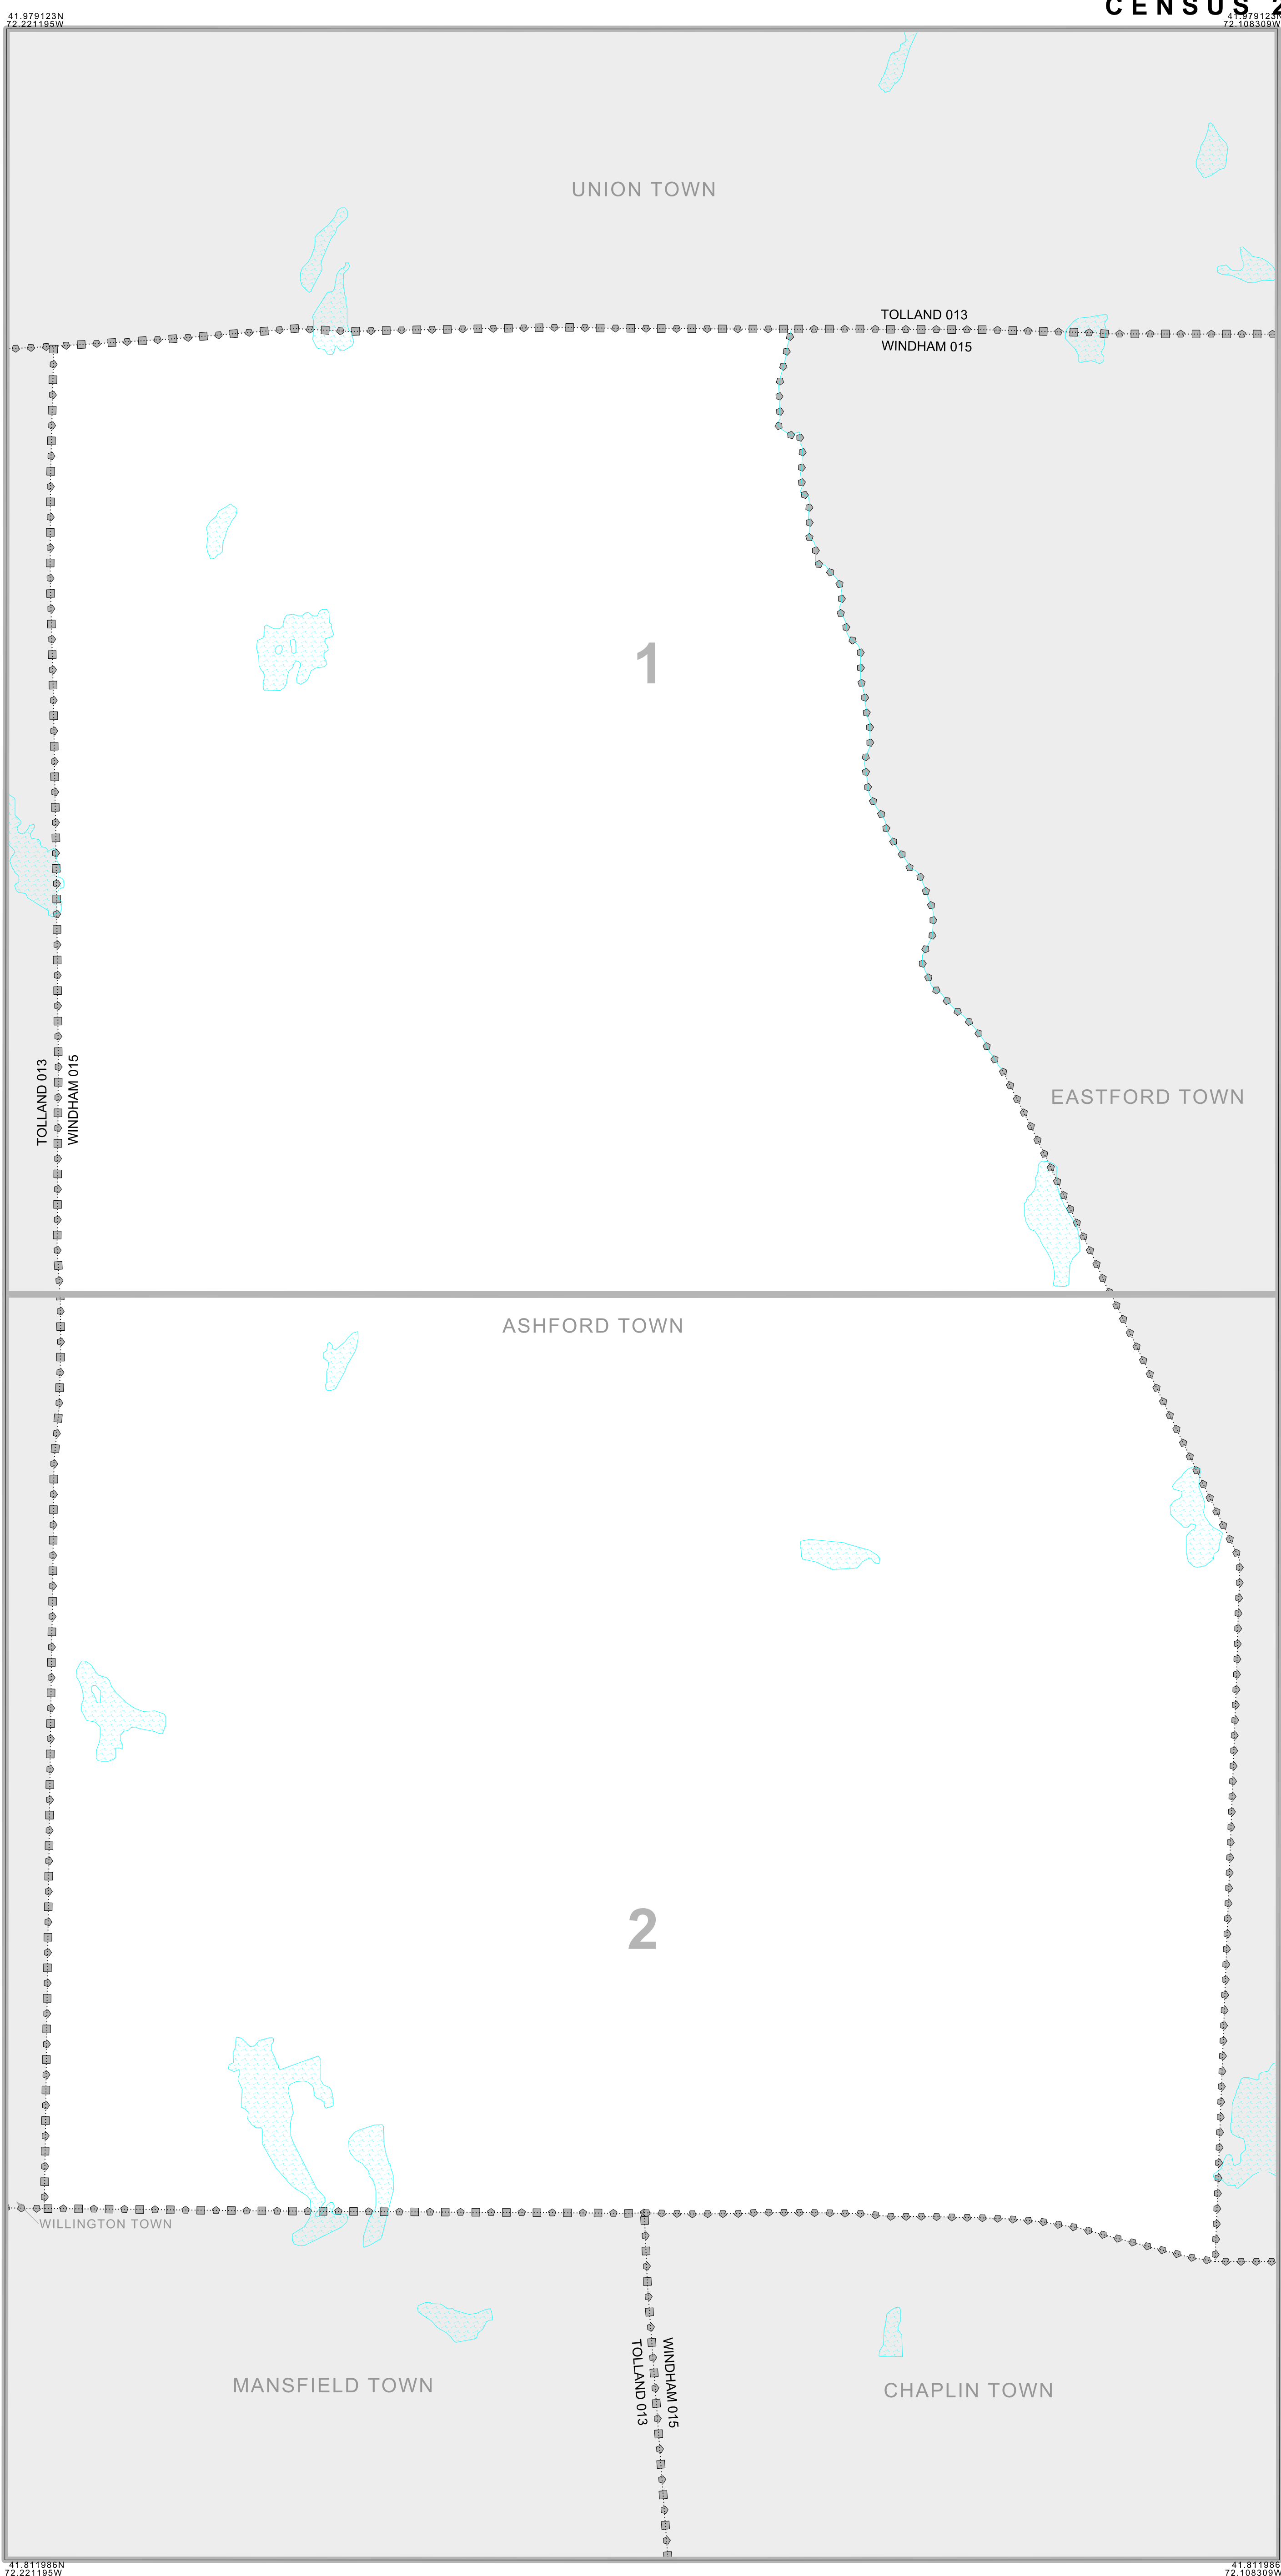 CENSUS 2
41.979123N
72.221195W
41.979123N
72.108309W
UNION TOWN
TOLLAND 013
WINDHAM 015
1
TOLLAND 013
WINDHAM 015
EASTFORD TOWN
ASHFORD TOWN
2
WILLINGTON TOWN
WINDHAM 015
TOLLAND 013
MANSFIELD TOWN
CHAPLIN TOWN
41.811986N
72.221195W
41.811986
72.108309W